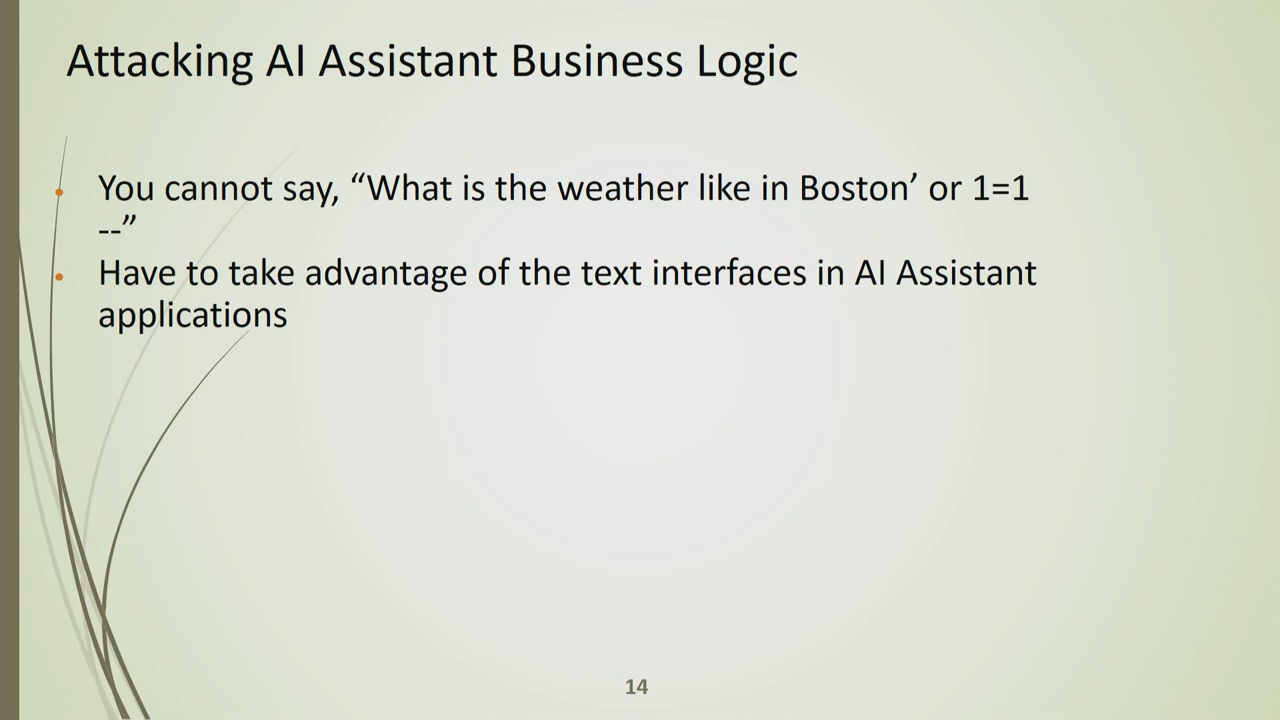 Attacking AI Assistant Business Logic
You cannot say, “What is the weather like in Boston’ or 1=1
--”
Have to take advantage of the text interfaces in AI Assistant
applications
14